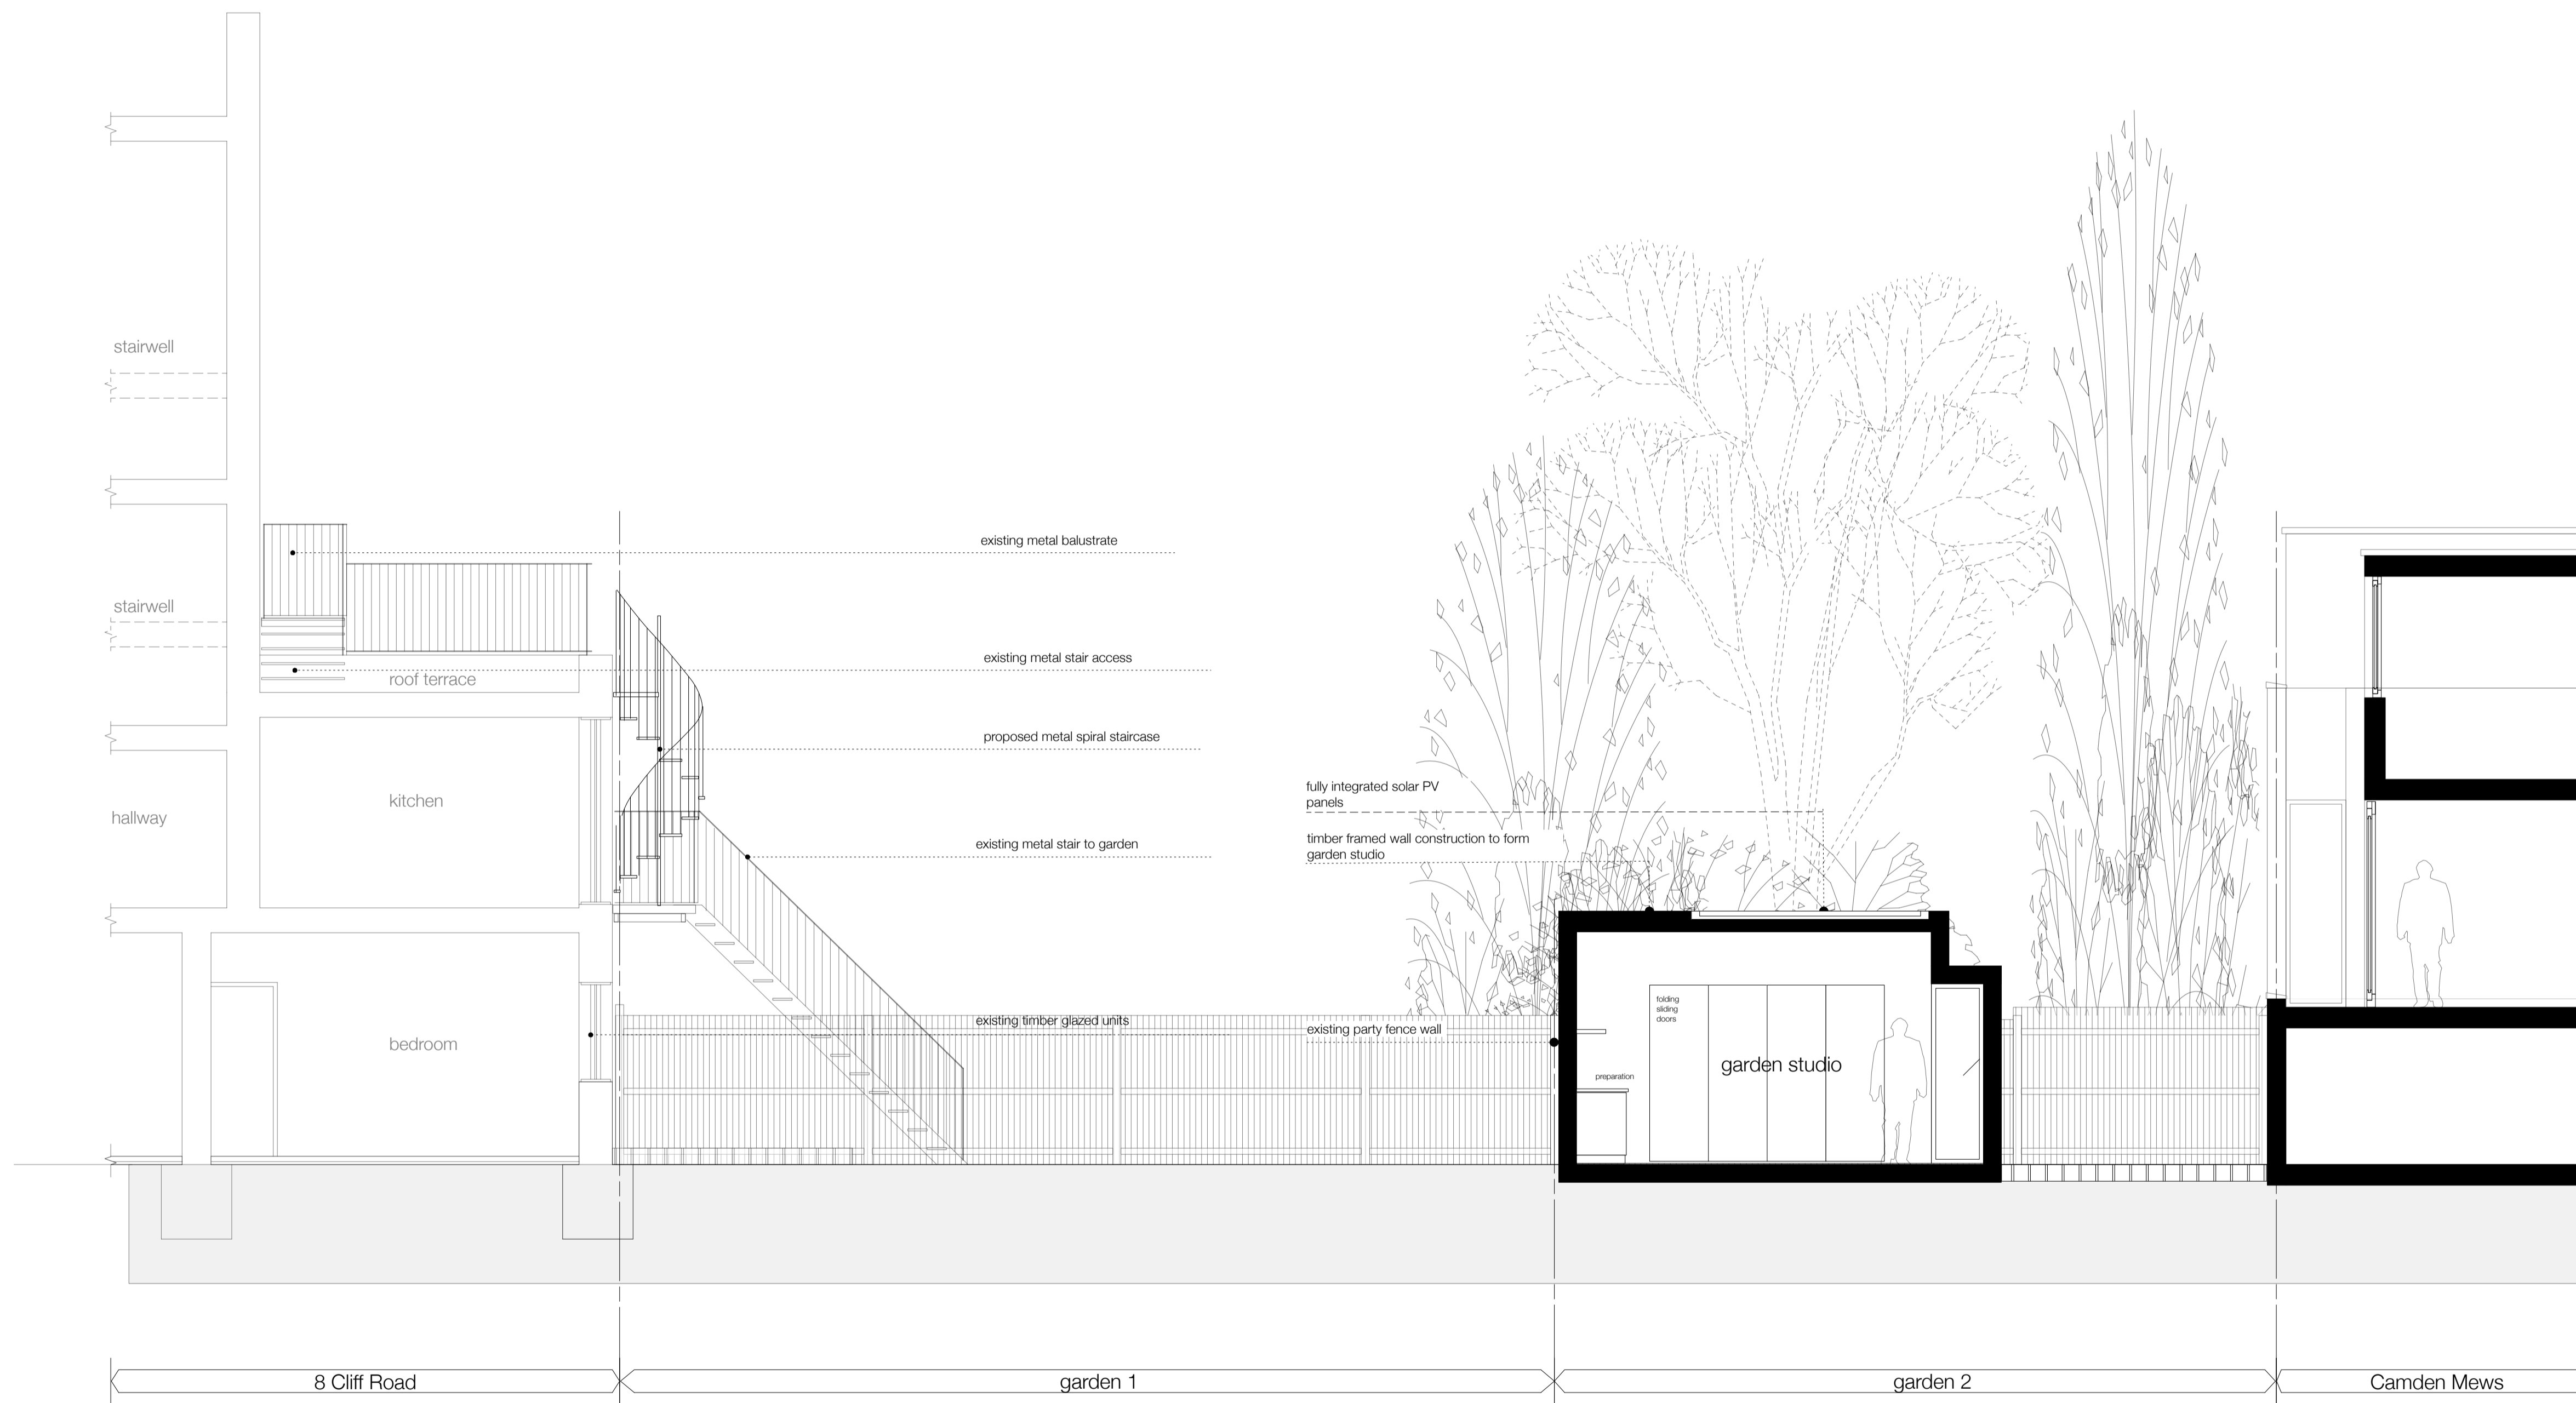 stairwell
existing metal balustrate
stairwell
existing metal stair access
roof terrace
proposed metal spiral staircase
fully integrated solar PV
panels
kitchen
hallway
existing metal stair to garden
timber framed wall construction to form
garden studio
folding
sliding
doors
existing timber glazed units
existing party fence wall
bedroom
garden studio
preparation
8 Cliff Road
garden 1
garden 2
Camden Mews